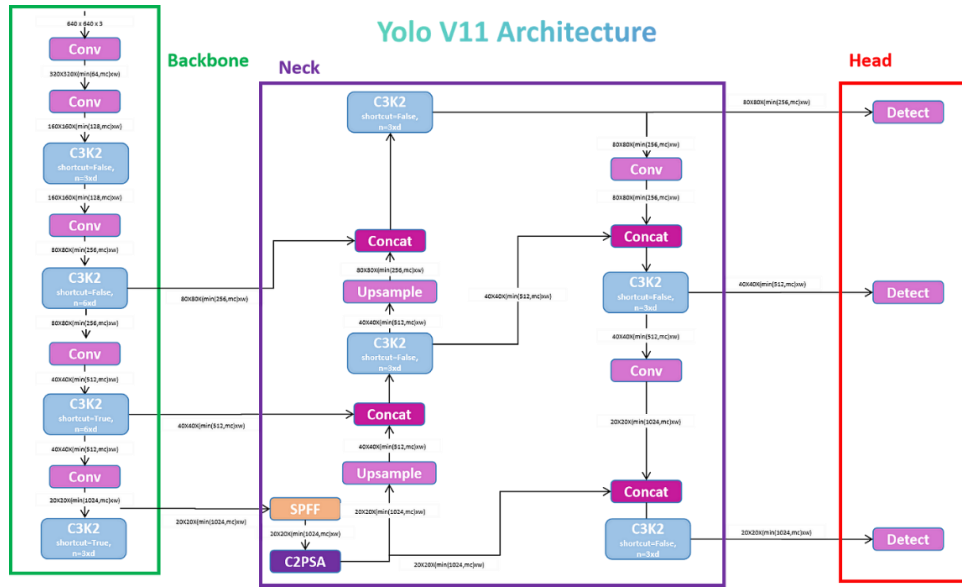 Yolo V11 Architecture
Backbone
640 x 640 x 3
Conv
320X320X(min(64,mc)xw)
Conv
160X160X(min(128,mc)xw)
C3K2
shortcut=False,
n=3xd
160X160X(min(128,mc)xw)
Conv
80X80X(min(256,mc)xw)
C3K2
shortcut=False,
n=6xd
80X80X(min(256,mc)xw)
Conv
40X40X(min(512,mc)xw)
C3K2
shortcut=True,
n=6xd
40X40X(min(512,mc)xw)
Conv
20X20X(min(1024,mc)xw)
C3K2
shortcut=True,
n=3xd
Neck
80X80X(min(256,mc)xw)
40X40X(min(512,mc)xw)
20X20X(min(1024,mc)xw)
SPFF
20X20X(min(1024,mc)xw)
C2PSA
C3K2
shortcut=False,
n=3xd
Concat
80X80X(min(256,mc)xw)
Upsample
40X40X(min(512,mc)xw)
C3K2
shortcut=False,
n=3xd
Concat
40X40X(min(512,mc)xw)
Upsample
20X20X(min(1024,mc)xw)
40X40X(min(512,mc)xw)
20X20X(min(1024,mc)xw)
80X80X(min(256,mc)xw)
Conv
80X80X(min(256,mc)xw)
Concat
C3K2
shortcut=False,
n=3xd
40X40X(min(512,mc)xw)
Conv
20X20X(min(1024,mc)xw)
Concat
C3K2
shortcut=False,
n=3xd
Head
80X80X(min(256,mc)xw)
Detect
40X40X(min(512,mc)xw)
Detect
20X20X(min(1024,mc)xw)
Detect